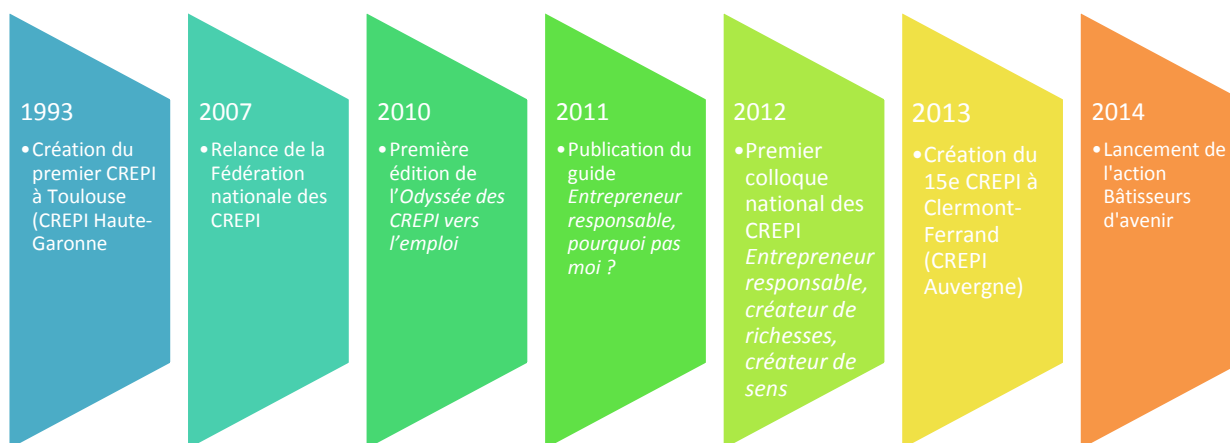 1993
•Création du
premier CREPI
à Toulouse
(CREPI Haute-
Garonne
2007
•Relance de la
Fédération
nationale des
CREPI
2010
•Première
édition de
l'Odyssée des
CREPI vers
l'emploi
2011
•Publication du
guide
Entrepreneur
responsable,
pourquoi pas
moi ?
2012
•Premier
colloque
national des
CREPI
Entrepreneur
responsable,
créateur de
richesses,
créateur de
sens
2013
•Création du
15e CREPI à
Clermont-
Ferrand
(CREPI
Auvergne)
2014
•Lancement de
l'action
Bâtisseurs
d'avenir